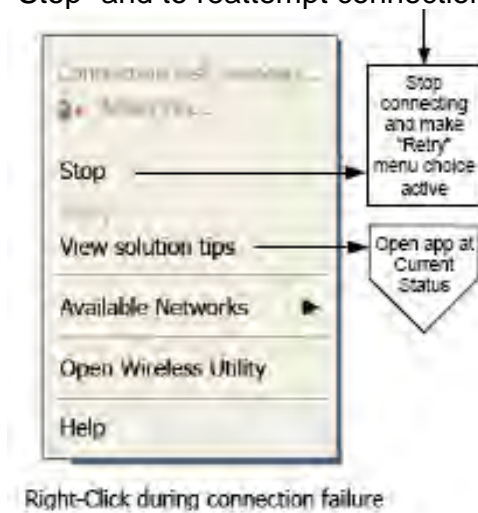 Stop" and to reattempt connection
Stop
View solution tips
Available Networks
Open Wireless Utility
Help
Stop
connecting
and make
"Retry"
menu choice
active
Open app at
Current
Status
Right-Click during connection failure